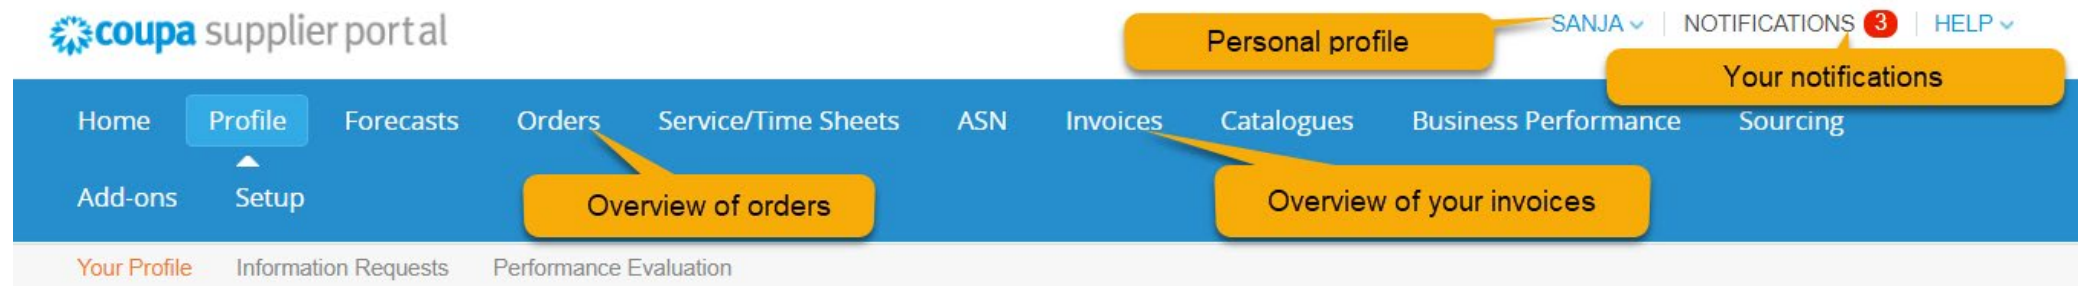 coupa supplier portal
Personal profile
SANJA
NOTIFICATIONS 3
HELP
Your notifications
Home Profile Forecasts Orders Service/Time Sheets ASN Invoices Catalogues Business Performance Sourcing
Add-ons Setup
Overview of orders
Overview of your invoices
Your Profile Information Requests Performance Evaluation